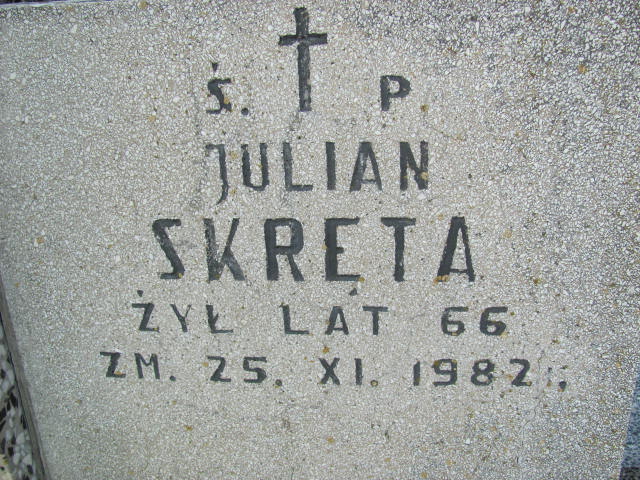 Ś. P.
JULIAN
SKRĘTA
ŻYŁ LAT 66
ZM. 25. XI. 1982.